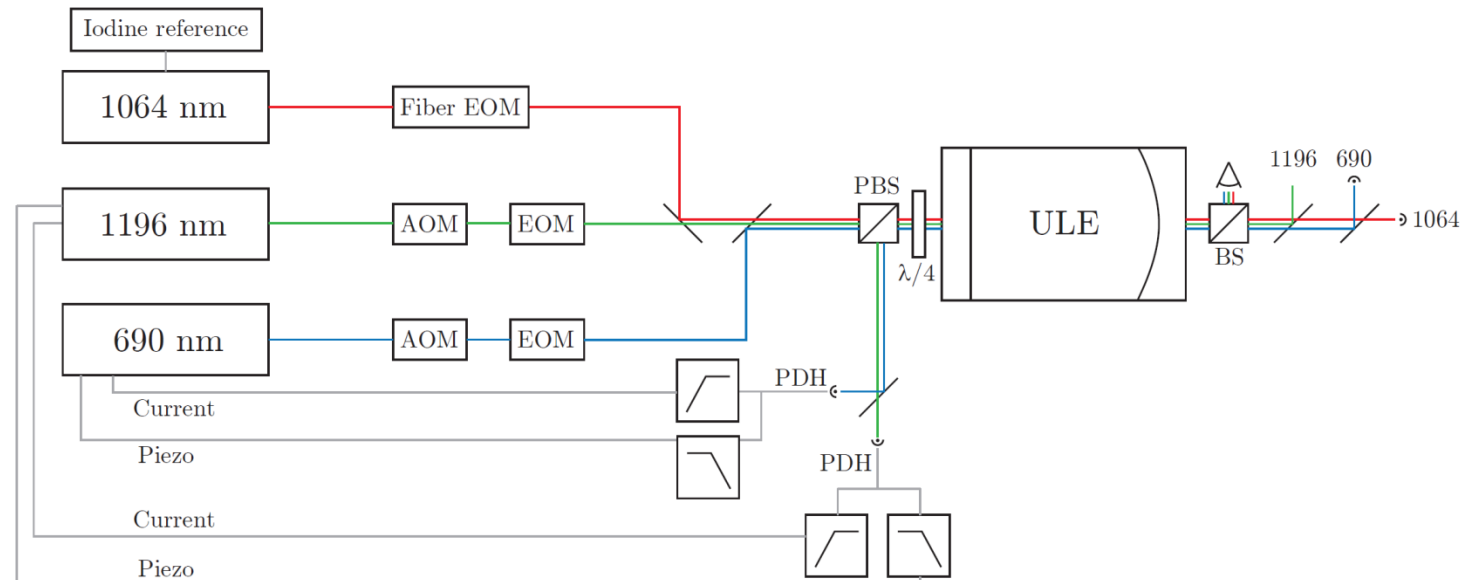 Iodine reference
1064 nm
Fiber EOM
1196 nm
AOM
EOM
PBS
λ/4
ULE
BS
1196
690
1064
690 nm
AOM
EOM
PDH
Current
Piezo
PDH
Current
Piezo